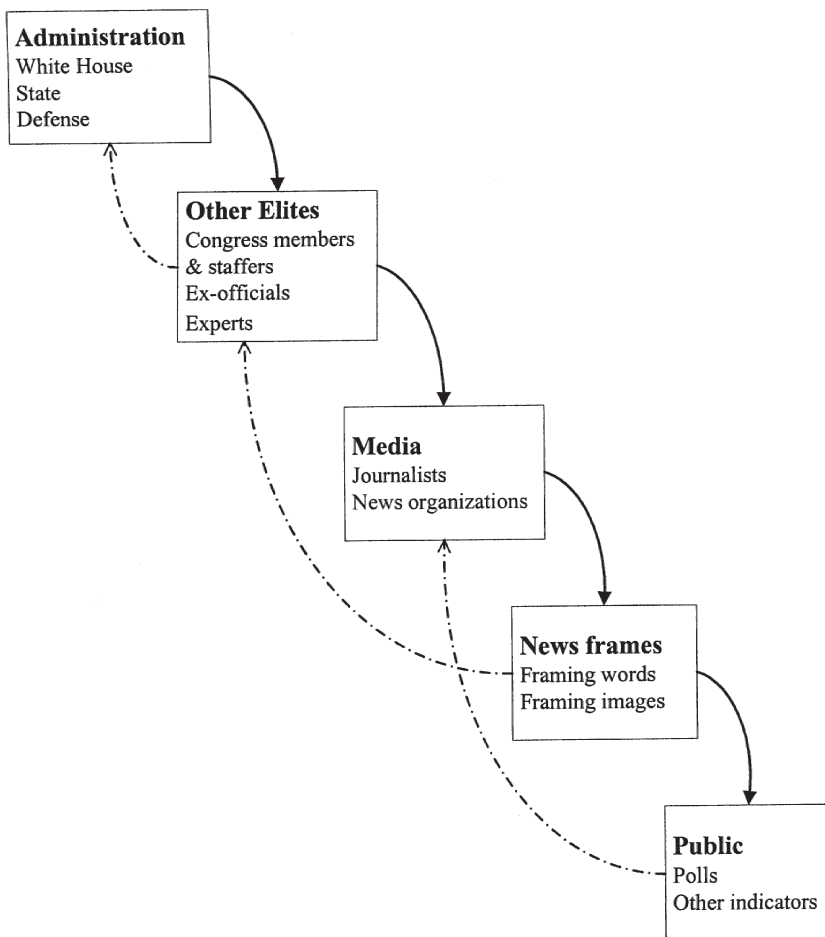 Administration
White House
State
Defense
Other Elites
Congress members
& staffers
Ex-officials
Experts
Media
Journalists
News organizations
News frames
Framing words
Framing images
Public
Polls
Other indicators